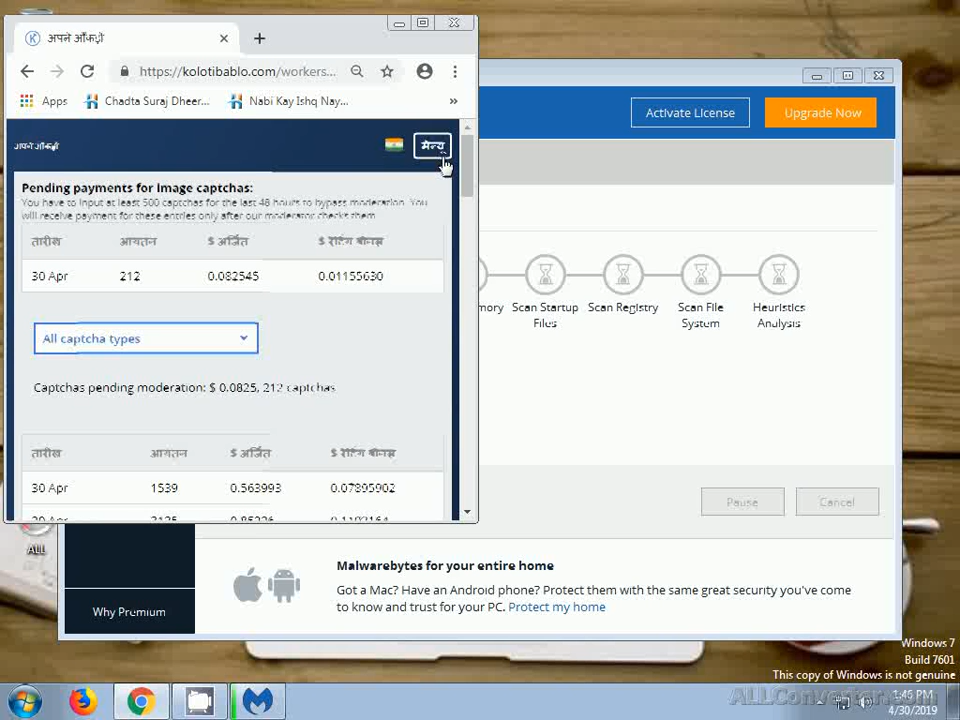 अपने आँकड़े
https://kolotibablo.com/workers...
Apps Chadta Suraj Dheer... Nabi Kay Ishq Nay... »
Activate License Upgrade Now
अपने आँकड़े मेन्यू
Pending payments for image captchas:
You have to input at least 500 captchas for the last 48 hours to bypass moderation. You
will receive payment for these entries only after our moderator checks them
तारीख आयतन $ अर्जित $ रेटिंग बोनस
30 Apr 212 0.082545 0.01155630
mory Scan Startup Files Scan Registry Scan File System Heuristics Analysis
All captcha types
Captchas pending moderation: $ 0.0825, 212 captchas
तारीख आयतन $ अर्जित $ रेटिंग बोनस
30 Apr 1539 0.563993 0.07895902
Pause Cancel
ALL
Malwarebytes for your entire home
Got a Mac? Have an Android phone? Protect them with the same great security you've come
to know and trust for your PC. Protect my home
Why Premium
Windows 7
Build 7601
This copy of Windows is not genuine
ALLConverter.com
1:46 PM
4/30/2019